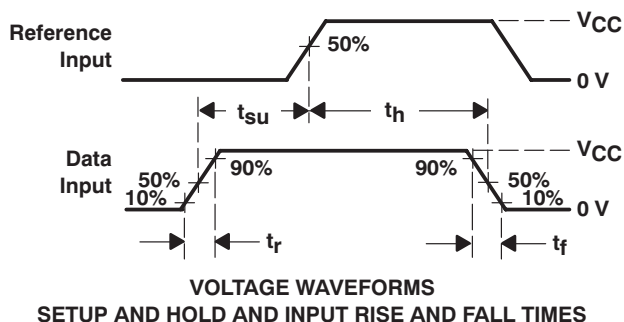 Reference
Input
50%
VCC
0 V
tsu
th
Data
Input
50%
10%
90%
90%
50%
10%
VCC
0 V
tr
tf
VOLTAGE WAVEFORMS
SETUP AND HOLD AND INPUT RISE AND FALL TIMES